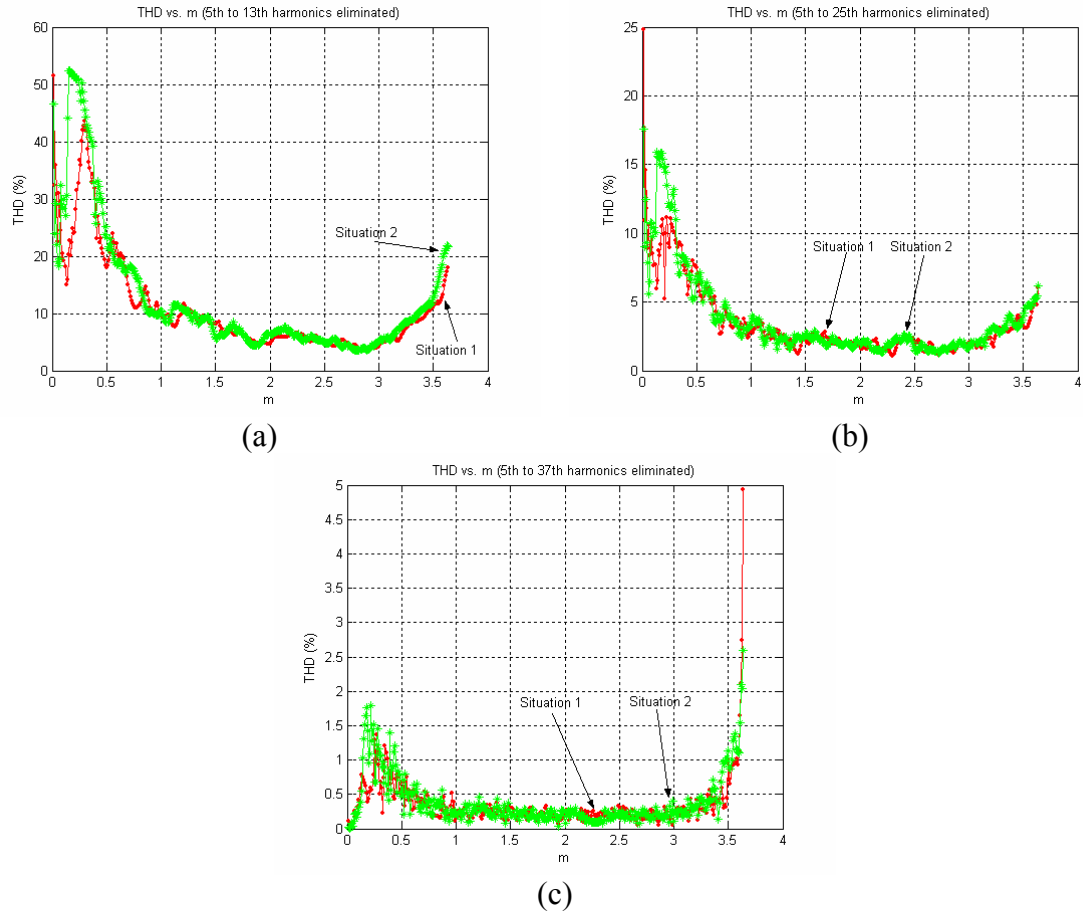 THD vs. m (5th to 13th harmonics eliminated)
60
50
40
30
20
10
0
THD (%)
Situation 2
Situation 1
0 0.5 1 1.5 2 2.5 3 3.5 4
m
(a)
THD vs. m (5th to 25th harmonics eliminated)
25
20
15
10
5
0
THD (%)
Situation 1 Situation 2
0 0.5 1 1.5 2 2.5 3 3.5 4
m
(b)
THD vs. m (5th to 37th harmonics eliminated)
5
4.5
4
3.5
3
2.5
2
1.5
1
0.5
0
THD (%)
Situation 1 Situation 2
0 0.5 1 1.5 2 2.5 3 3.5 4
m
(c)